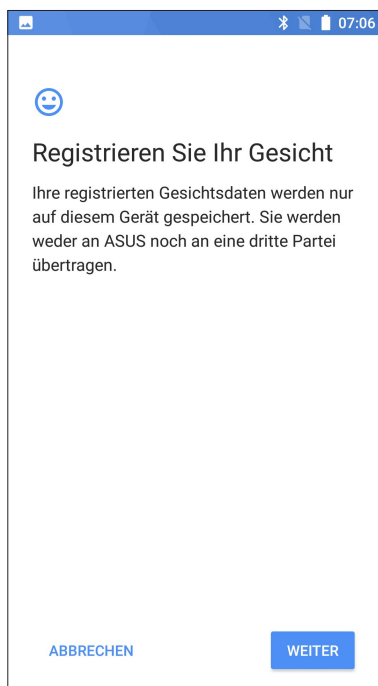 07:06
Registrieren Sie Ihr Gesicht
Ihre registrierten Gesichtsdaten werden nur
auf diesem Gerät gespeichert. Sie werden
weder an ASUS noch an eine dritte Partei
übertragen.
ABBRECHEN
WEITER